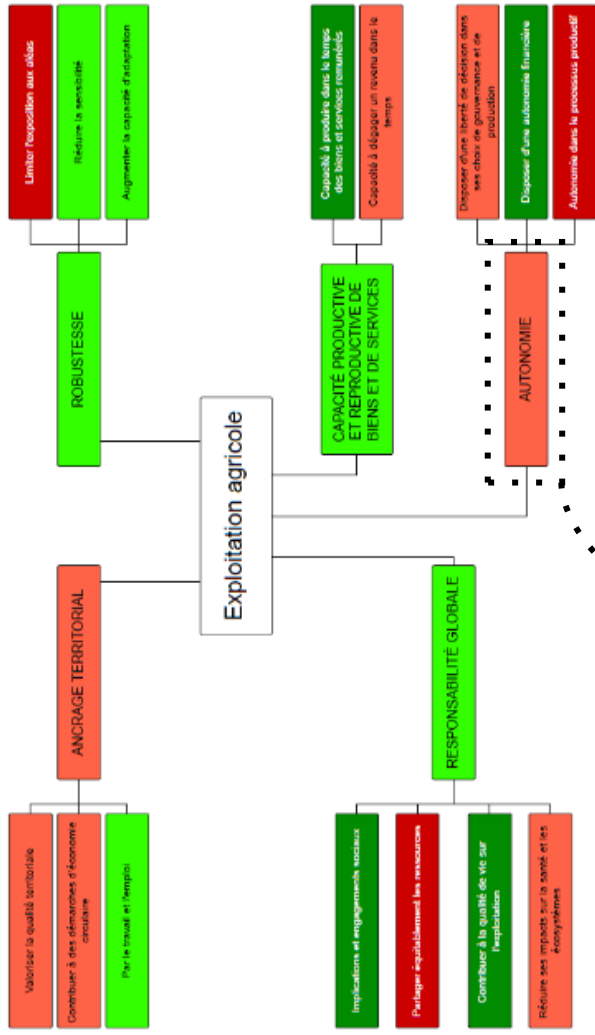 Valoriser la qualité territoriale
Contribuer à des démarches d'économie
circulaire
Par le travail et l'emploi
ANCRAGE TERRITORIAL
ROBUSTESSE
Limiter l'exposition aux aléas
Réduire la sensibilité
Augmenter la capacité d'adaptation
Exploitation agricole
CAPACITÉ PRODUCTIVE
ET REPRODUCTIVE DE
BIENS ET DE SERVICES
Capacité à produire dans le temps
des biens et services remunérés
Capacité à dégager un revenu dans le
temps
Implications et engagements sociaux
Partager équitablement les ressources
Contribuer à la qualité de vie sur
l'exploitation
Réduire ses impacts sur la santé et les
écosystèmes
RESPONSABILITÉ GLOBALE
AUTONOMIE
Disposer d'une liberté de décision dans
ses choix de gouvernance et de
production
Disposer d'une autonomie financière
Autonomie dans le processus productif